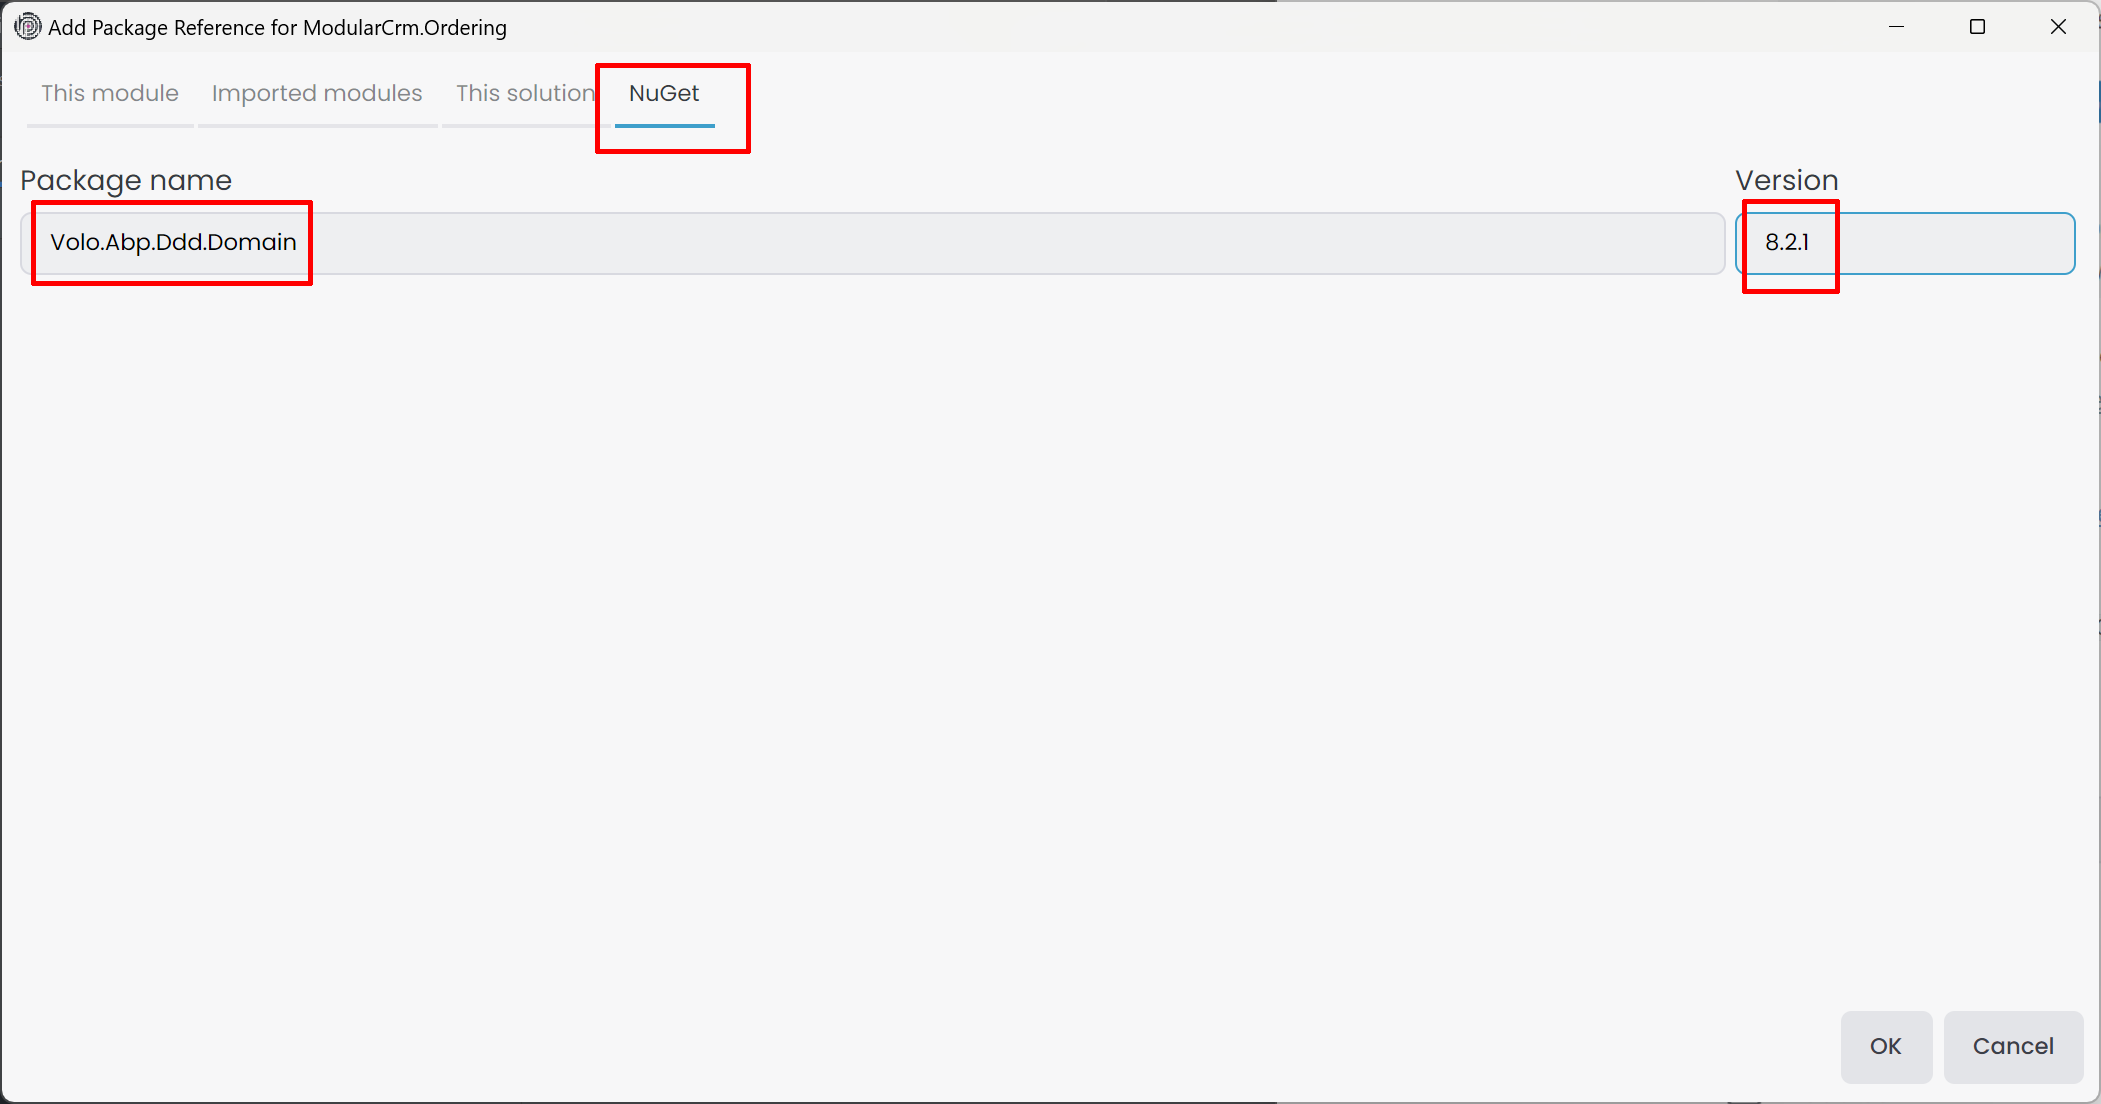 Add Package Reference for ModularCrm.Ordering
This module Imported modules This solution NuGet
Package name Version
Volo.Abp.Ddd.Domain 8.2.1
OK Cancel